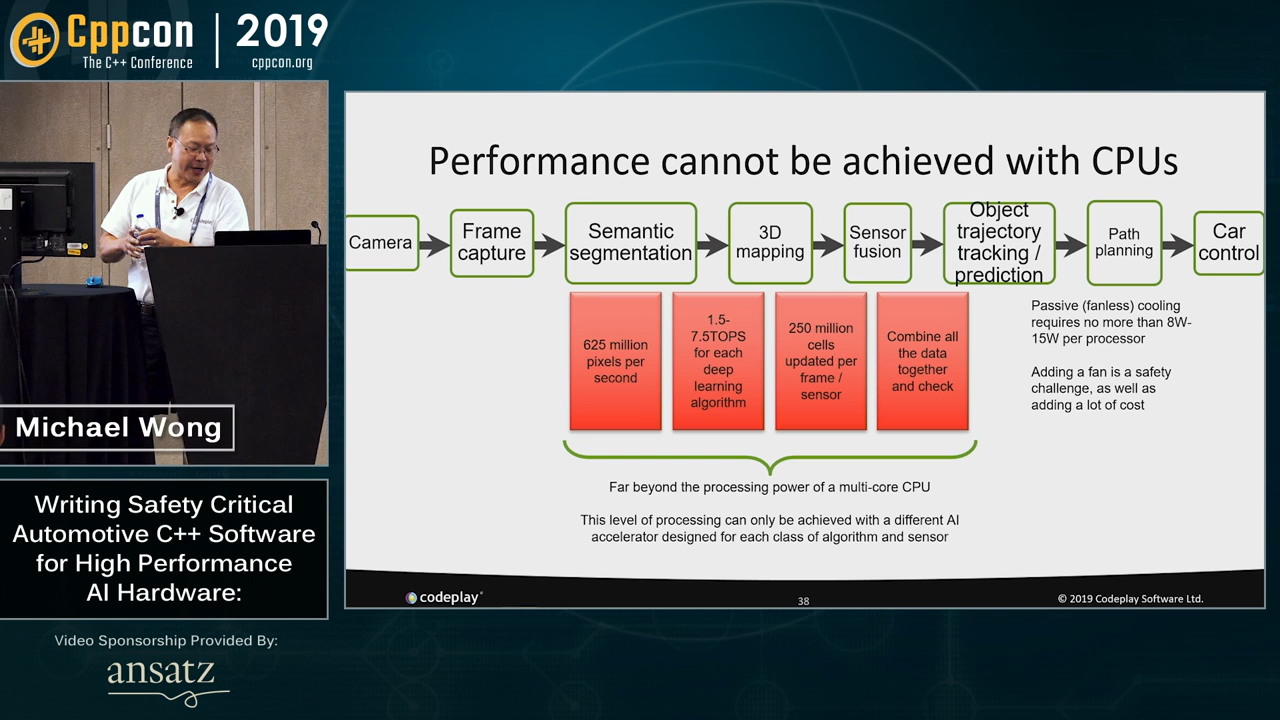 Cppcon
The C++ Conference
2019
cppcon.org
Michael Wong
Writing Safety Critical
Automotive C++ Software
for High Performance
AI Hardware:
Video Sponsorship Provided By:
ansatz
Performance cannot be achieved with CPUs
Camera
Frame
capture
Semantic
segmentation
3D
mapping
Sensor
fusion
Object
trajectory
tracking /
prediction
Path
planning
Car
control
625 million
pixels per
second
1.5-
7.5TOPS
for each
deep
learning
algorithm
250 million
cells
updated per
frame /
sensor
Combine all
the data
together
and check
Passive (fanless) cooling
requires no more than 8W-
15W per processor
Adding a fan is a safety
challenge, as well as
adding a lot of cost
Far beyond the processing power of a multi-core CPU
This level of processing can only be achieved with a different AI
accelerator designed for each class of algorithm and sensor
codeplay
38
© 2019 Codeplay Software Ltd.